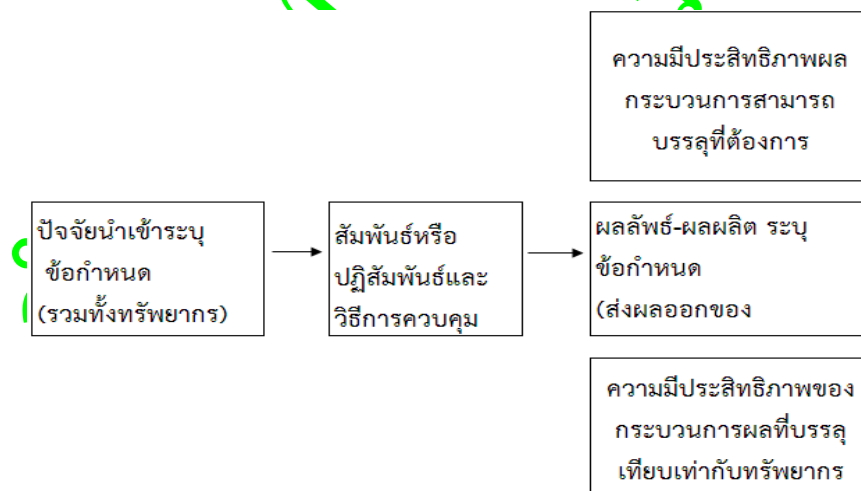 ความมีประสิทธิภาพผล
กระบวนการสามารถ
บรรลุที่ต้องการ
ปัจจัยนำเข้าระบุ
ข้อกำหนด
(รวมทั้งทรัพยากร)
สัมพันธ์หรือ
ปฏิสัมพันธ์และ
วิธีการควบคุม
ผลลัพธ์-ผลผลิต ระบุ
ข้อกำหนด
(ส่งผลออกของ
ความมีประสิทธิภาพของ
กระบวนการผลที่บรรลุ
เทียบเท่ากับทรัพยากร